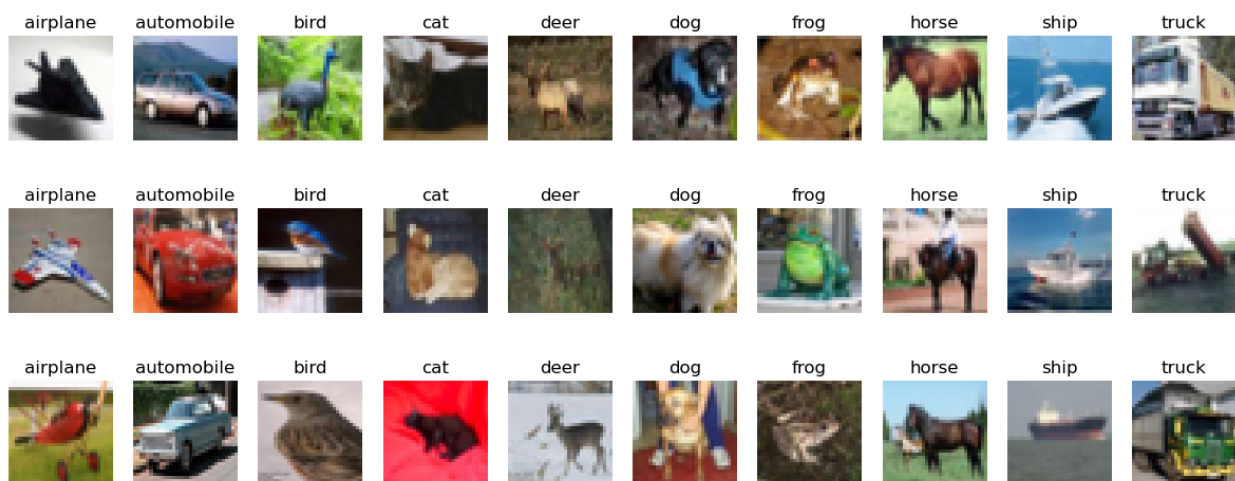 airplane automobile bird cat deer dog frog horse ship truck
airplane automobile bird cat deer dog frog horse ship truck
airplane automobile bird cat deer dog frog horse ship truck